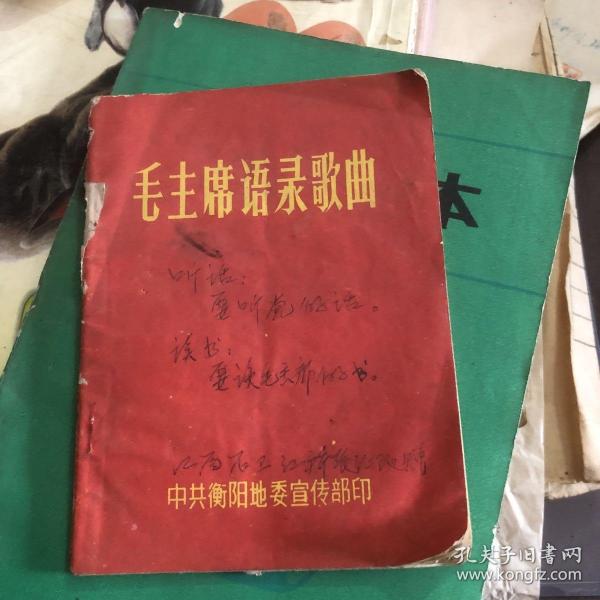 毛主席语录歌曲
本
听话：
要听党的话。
读书：
要读毛主席的书。
中共衡阳地委宣传部印
孔夫子旧书网
www.kongfz.com